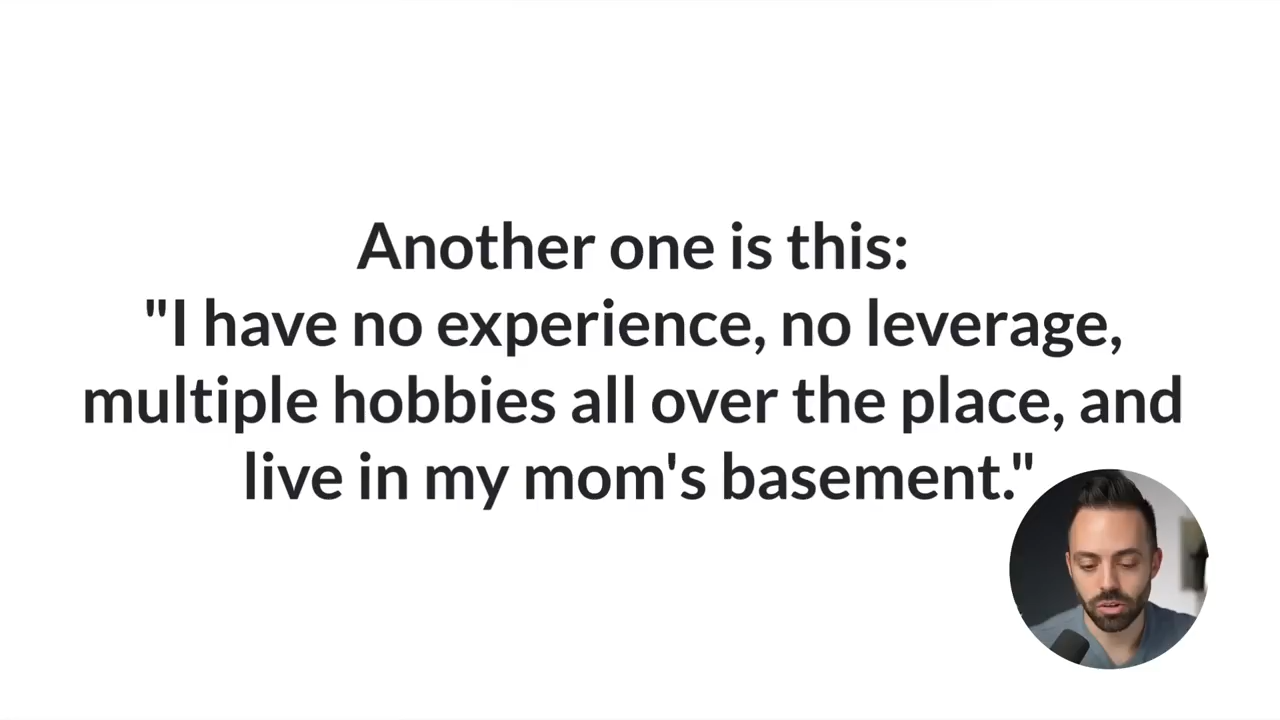 Another one is this:
"I have no experience, no leverage,
multiple hobbies all over the place, and
live in my mom's basement."